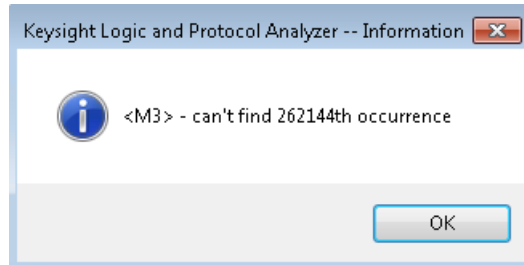 Keysight Logic and Protocol Analyzer -- Information
<M3> - can't find 262144th occurrence
OK